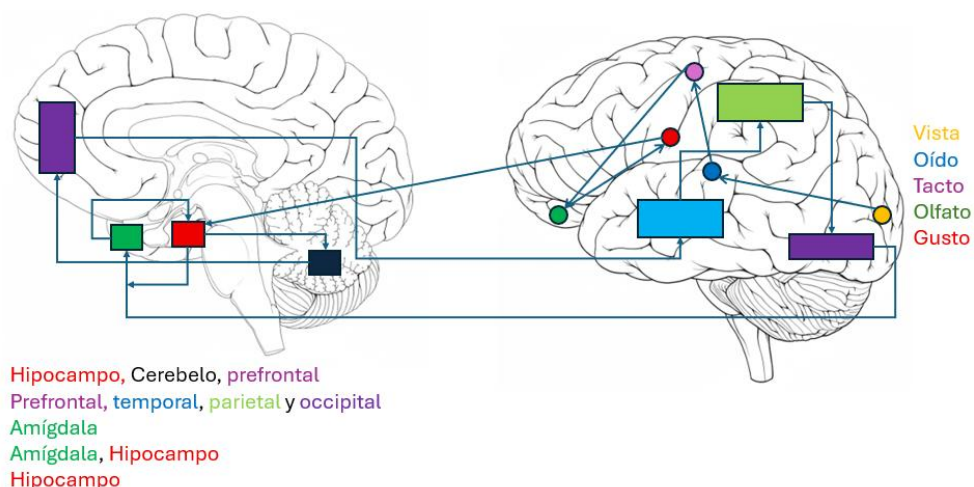 Vista
Oído
Tacto
Olfato
Gusto
Hipocampo, Cerebelo, prefrontal
Prefrontal, temporal, parietal y occipital
Amígdala
Amígdala, Hipocampo
Hipocampo